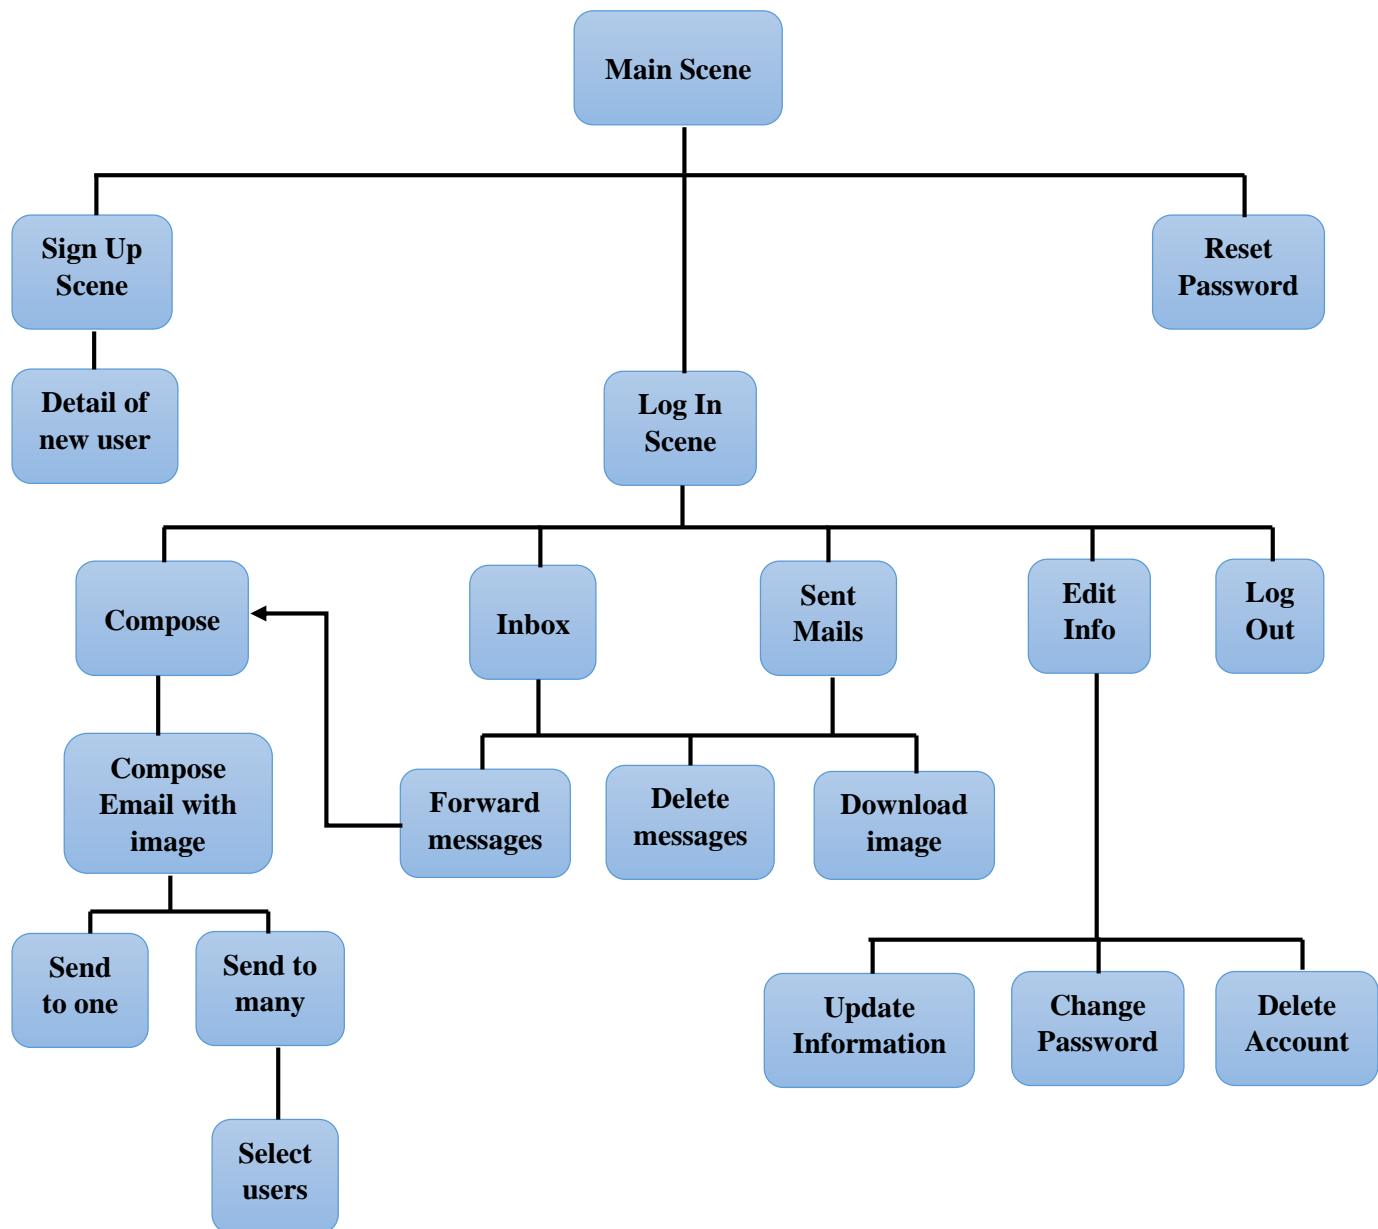 Main Scene
Sign Up
Scene
Reset
Password
Detail of
new user
Log In
Scene
Compose
Inbox
Sent
Mails
Edit
Info
Log
Out
Compose
Email with
image
Forward
messages
Delete
messages
Download
image
Send
to one
Send to
many
Update
Information
Change
Password
Delete
Account
Select
users